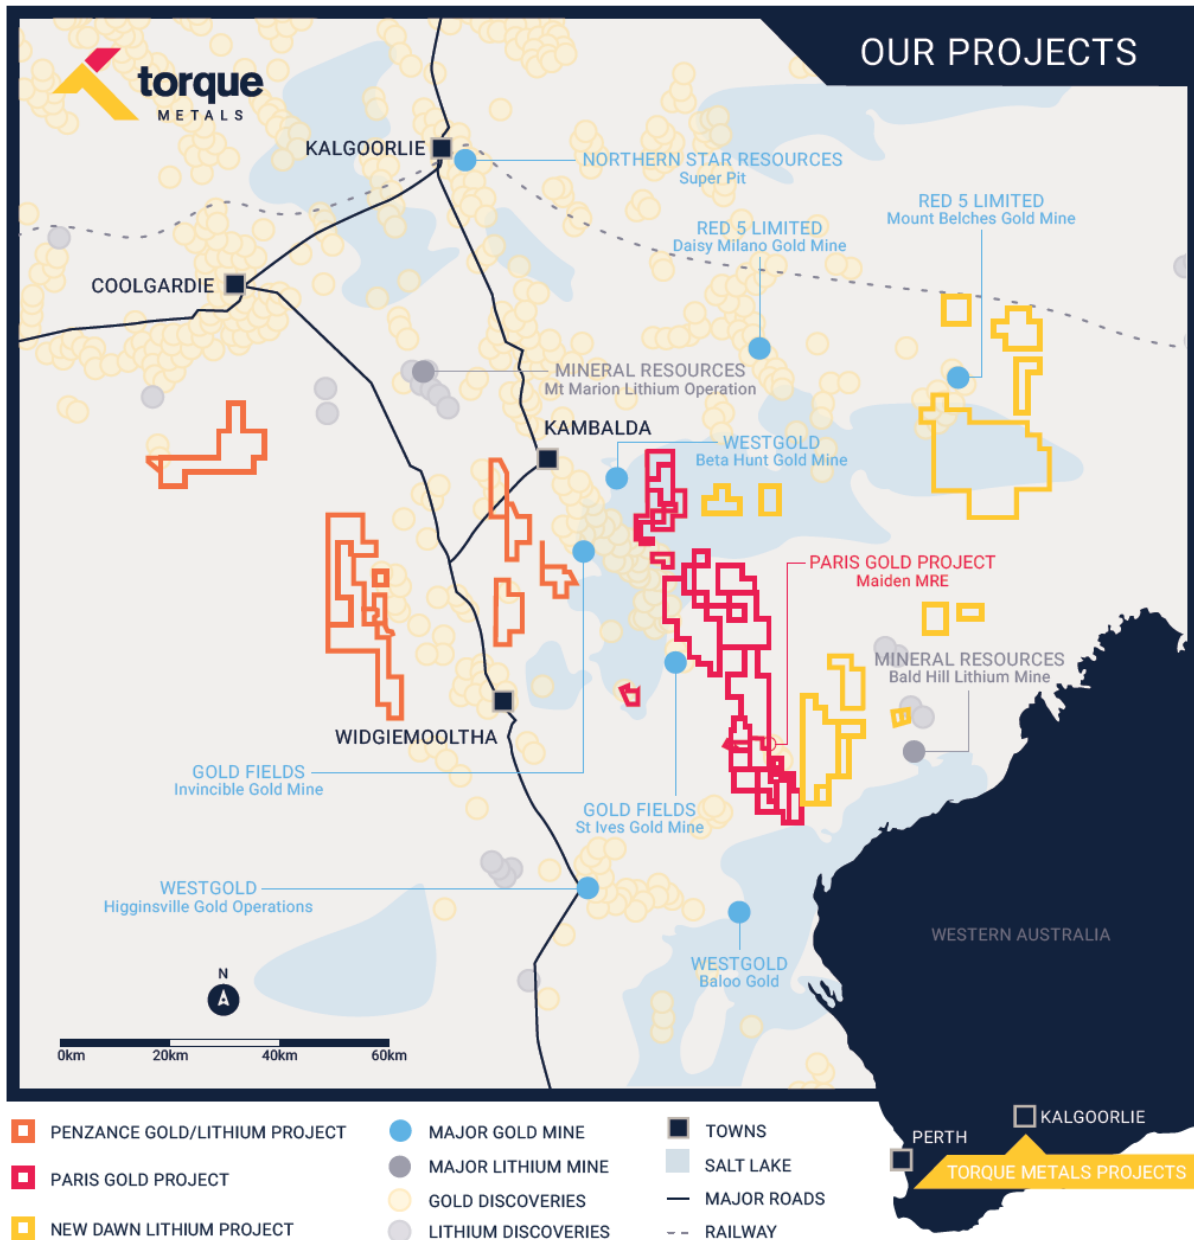 OUR PROJECTS
torque
METALS
KALGOORLIE
NORTHERN STAR RESOURCES
Super Pit
RED 5 LIMITED
Mount Belches Gold Mine
RED 5 LIMITED
Daisy Milano Gold Mine
COOLGARDIE
MINERAL RESOURCES
Mt Marion Lithium Operation
KAMBALDA
WESTGOLD
Beta Hunt Gold Mine
PARIS GOLD PROJECT
Maiden MRE
MINERAL RESOURCES
Bald Hill Lithium Mine
WIDGIEMOOLTHA
GOLD FIELDS
Invincible Gold Mine
GOLD FIELDS
St Ives Gold Mine
WESTGOLD
Higginsville Gold Operations
WESTERN AUSTRALIA
WESTGOLD
Baloo Gold
N
0km 20km 40km 60km
PENZANCE GOLD/LITHIUM PROJECT
PARIS GOLD PROJECT
NEW DAWN LITHIUM PROJECT
MAJOR GOLD MINE
MAJOR LITHIUM MINE
GOLD DISCOVERIES
LITHIUM DISCOVERIES
TOWNS
SALT LAKE
MAJOR ROADS
RAILWAY
KALGOORLIE
PERTH
TORQUE METALS PROJECTS